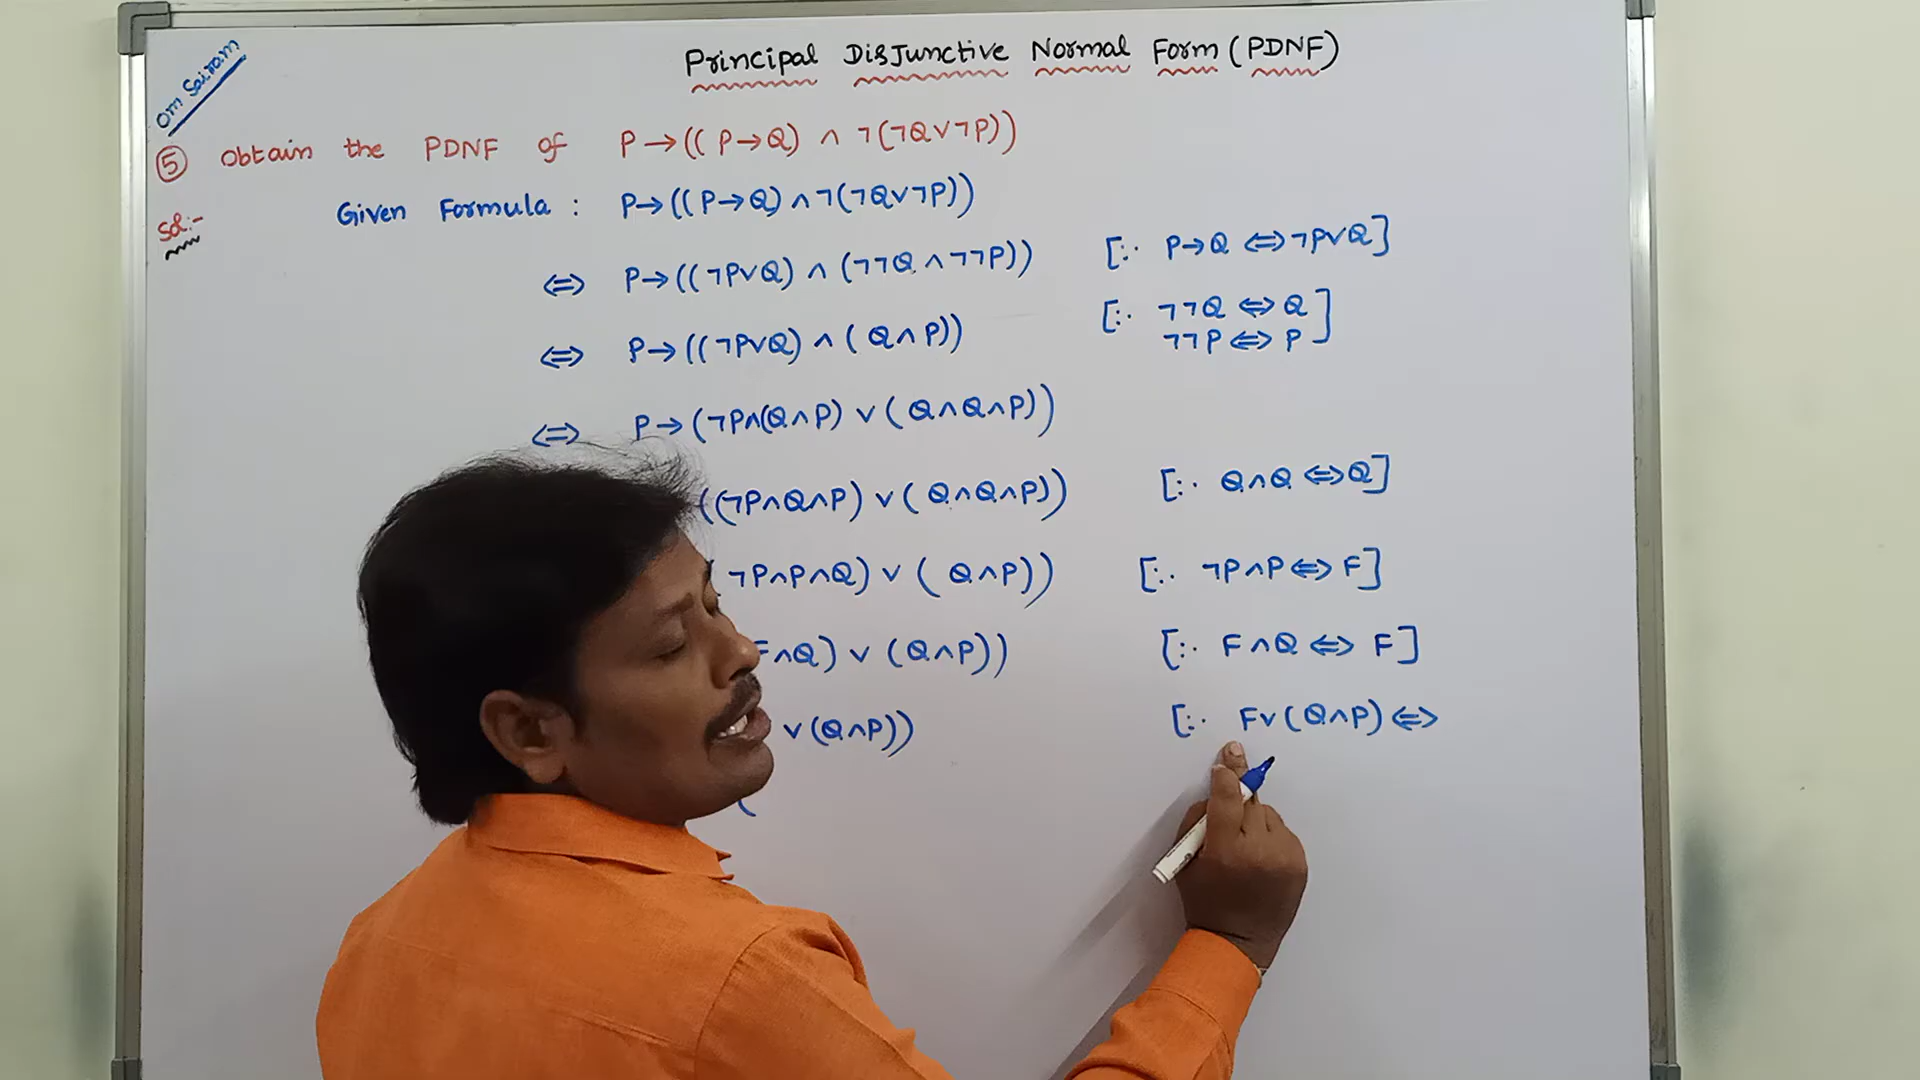 Om Sairam
Principal Disjunctive Normal Form (PDNF)
⑤ Obtain the PDNF of P→((P→Q) ∧ ¬(¬Q∨¬P))
Sol:- Given Formula : P→((P→Q) ∧ ¬(¬Q∨¬P))
⇔ P→((¬P∨Q) ∧ (¬¬Q ∧ ¬¬P)) [∵ P→Q ⇔ ¬P∨Q]
⇔ P→((¬P∨Q) ∧ (Q∧P)) [∵ ¬¬Q ⇔ Q
¬¬P ⇔ P]
⇔ P→(¬P∧(Q∧P) ∨ (Q∧Q∧P))
((¬P∧Q∧P) ∨ (Q∧Q∧P)) [∵ Q∧Q ⇔ Q]
(¬P∧P∧Q) ∨ (Q∧P)) [∵ ¬P∧P ⇔ F]
F∧Q) ∨ (Q∧P)) [∵ F∧Q ⇔ F]
∨ (Q∧P)) [∵ F∨(Q∧P) ⇔
(